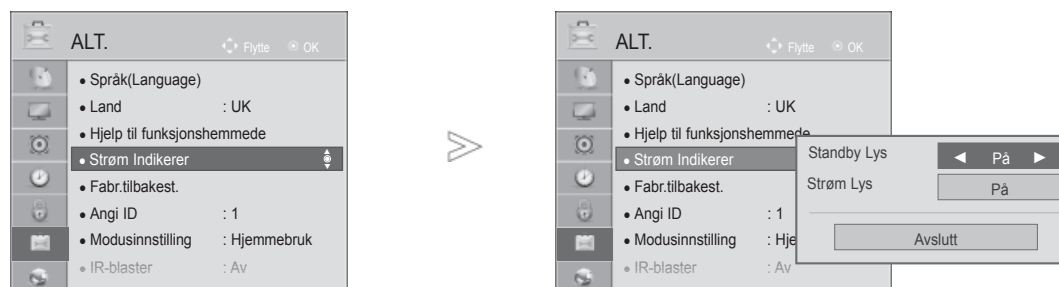 ALT. Flytte OK
● Språk(Language)
● Land : UK
● Hjelp til funksjonshemmede
● Strøm Indikerer
● Fabr.tilbakest.
● Angi ID : 1
● Modusinnstilling : Hjemmebruk
● IR-blaster : Av
ALT. Flytte OK
● Språk(Language)
● Land : UK
● Hjelp til funksjonshemmede
● Strøm Indikerer
● Fabr.tilbakest.
● Angi ID : 1
● Modusinnstilling : Hje
● IR-blaster : Av
Standby Lys ◄ På ►
Strøm Lys På
Avslutt